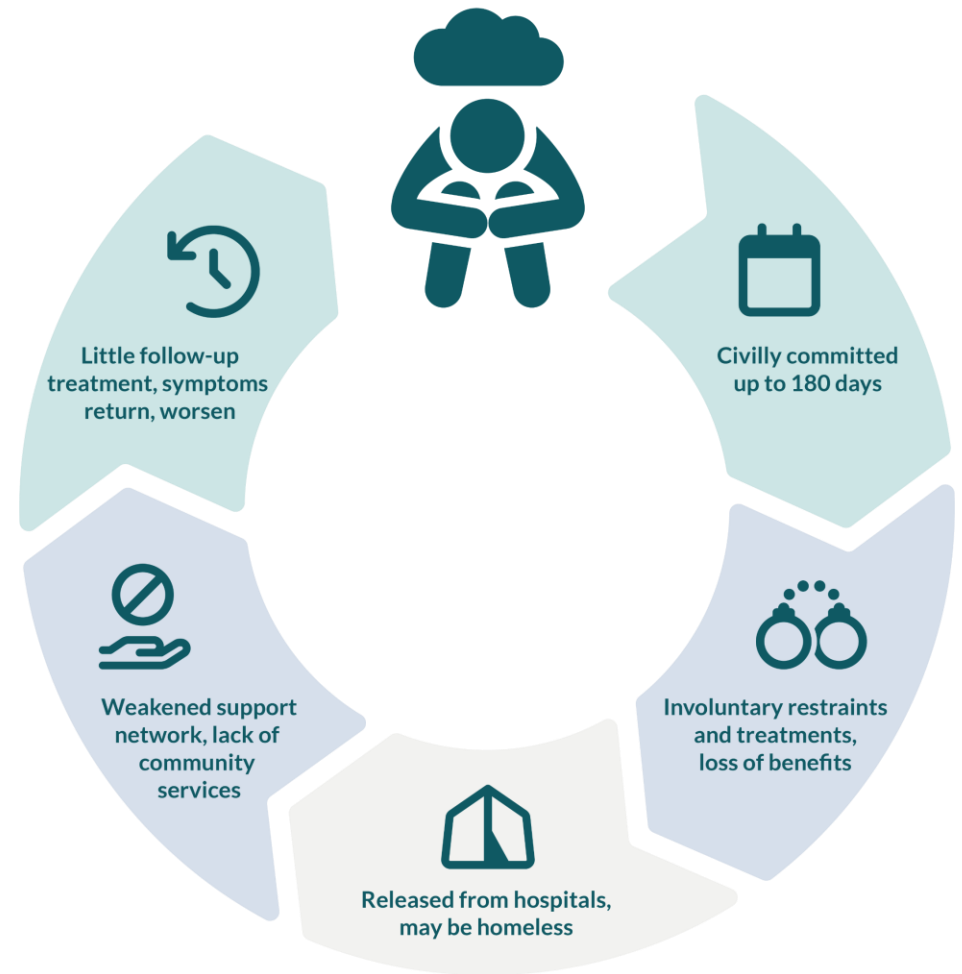 Civilly committed
up to 180 days
Involuntary restraints
and treatments,
loss of benefits
Released from hospitals,
may be homeless
Weakened support
network, lack of
community
services
Little follow-up
treatment, symptoms
return, worsen